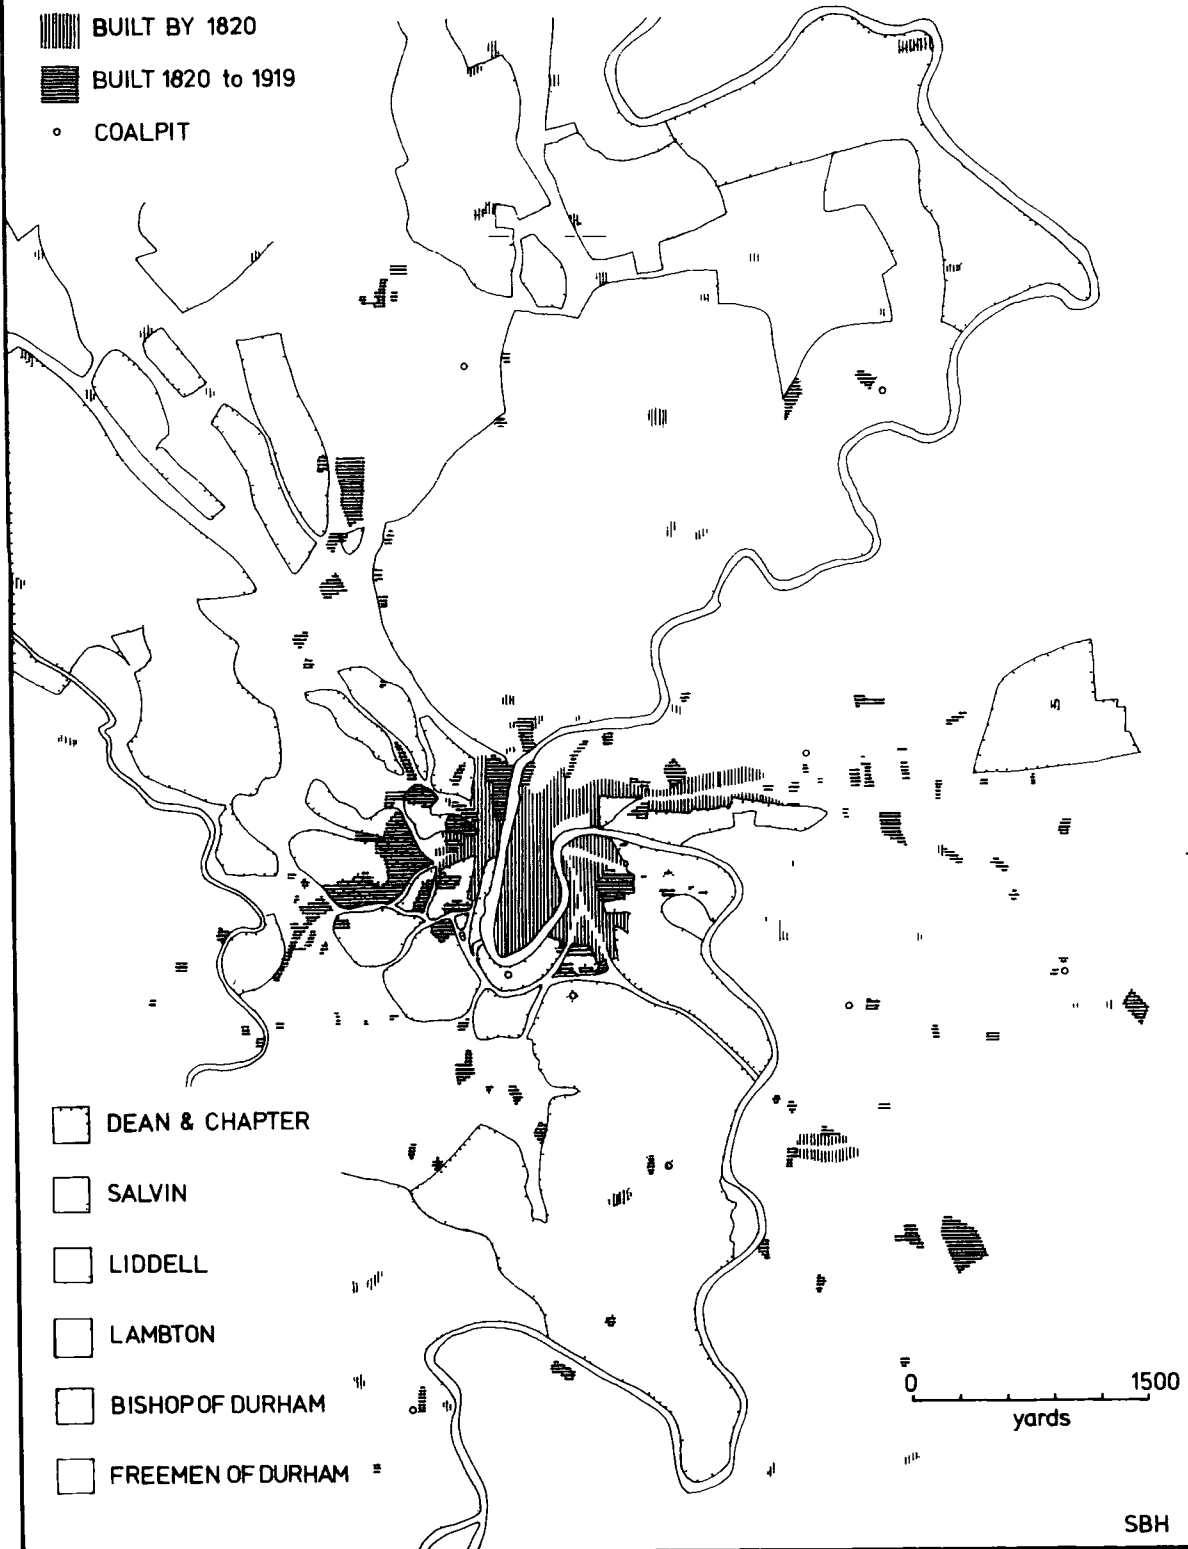 BUILT BY 1820
BUILT 1820 to 1919
COALPIT
DEAN & CHAPTER
SALVIN
LIDDELL
LAMBTON
BISHOP OF DURHAM
FREEMEN OF DURHAM
0 1500
yards
SBH